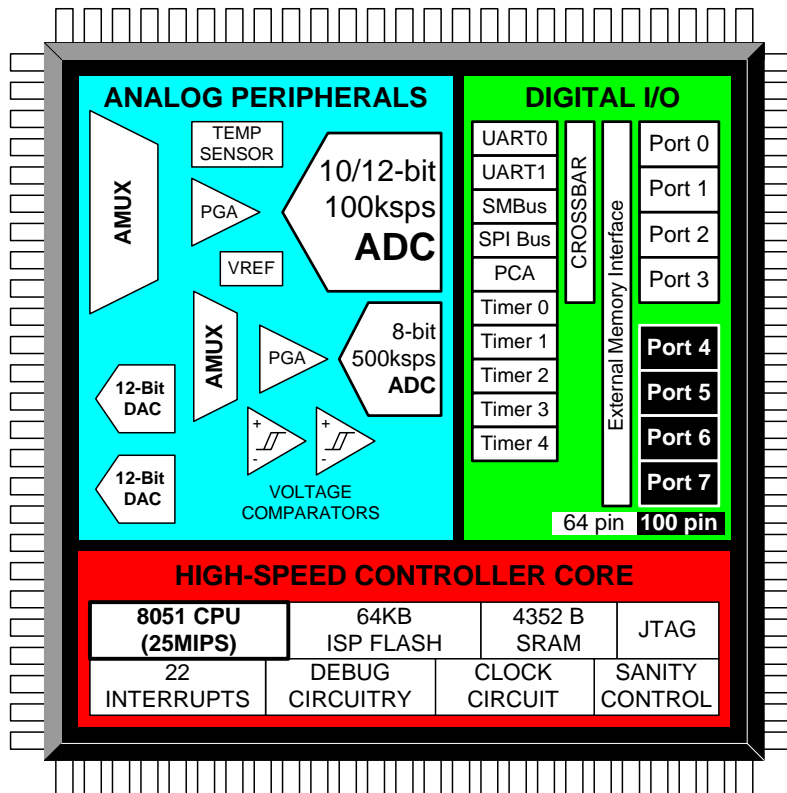 ANALOG PERIPHERALS
AMUX
TEMP
SENSOR
PGA
VREF
10/12-bit
100ksps
ADC
AMUX
PGA
8-bit
500ksps
ADC
12-Bit
DAC
12-Bit
DAC
+
-
+
-
VOLTAGE
COMPARATORS
DIGITAL I/O
UART0
UART1
SMBus
SPI Bus
PCA
Timer 0
Timer 1
Timer 2
Timer 3
Timer 4
CROSSBAR
External Memory Interface
Port 0
Port 1
Port 2
Port 3
Port 4
Port 5
Port 6
Port 7
64 pin 100 pin
HIGH-SPEED CONTROLLER CORE
8051 CPU
(25MIPS)
64KB
ISP FLASH
4352 B
SRAM
JTAG
22
INTERRUPTS
DEBUG
CIRCUITRY
CLOCK
CIRCUIT
SANITY
CONTROL